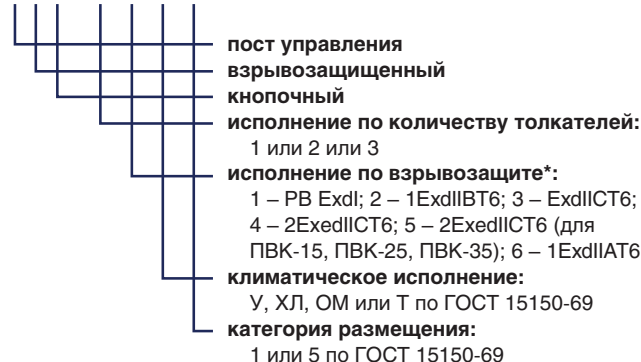 пост управления
взрывозащищенный
кнопочный
исполнение по количеству толкателей:
1 или 2 или 3
исполнение по взрывозащите*:
1 – РВ ExdI; 2 – 1ExdIIBT6; 3 – ExdIICT6;
4 – 2ExedIICT6; 5 – 2ExedIICT6 (для
ПВК-15, ПВК-25, ПВК-35); 6 – 1ExdIIAT6
климатическое исполнение:
У, ХЛ, ОМ или Т по ГОСТ 15150-69
категория размещения:
1 или 5 по ГОСТ 15150-69